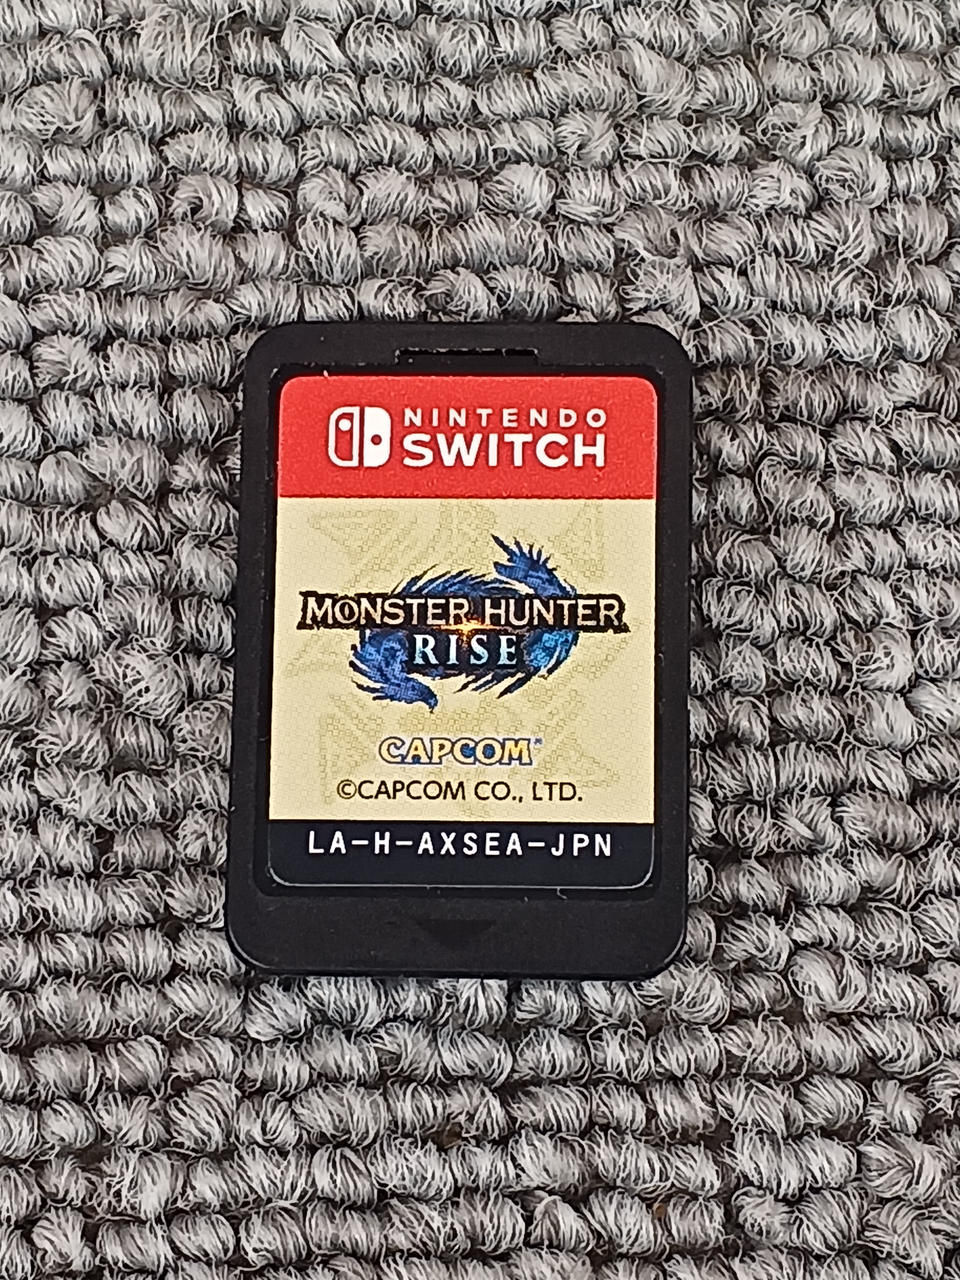 NINTENDO
SWITCH
MONSTER HUNTER
RISE
CAPCOM
©CAPCOM CO., LTD.
LA-H-AXSEA-JPN